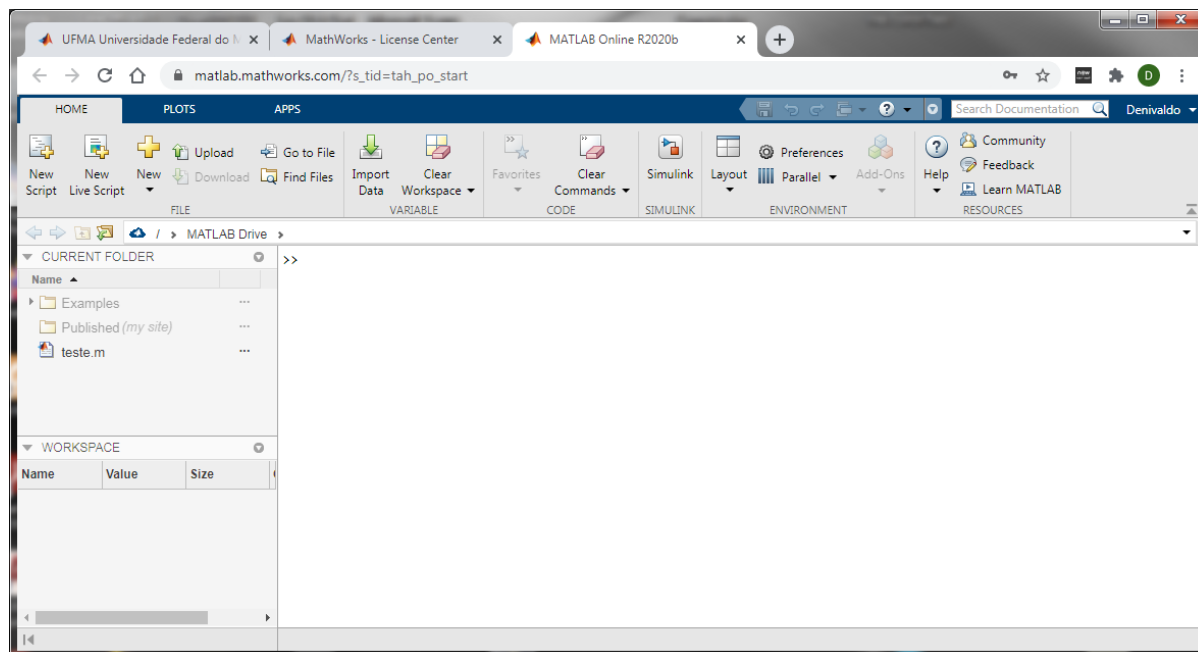 UFMA Universidade Federal do M
MathWorks - License Center
MATLAB Online R2020b
matlab.mathworks.com/?s_tid=tah_po_start
new
D
HOME PLOTS APPS
Search Documentation
Denivaldo
New Script
New Live Script
New
Upload
Download
Go to File
Find Files
Import Data
Clear Workspace
Favorites
Clear Commands
Simulink
Layout
Preferences
Parallel
Add-Ons
Help
Community
Feedback
Learn MATLAB
FILE VARIABLE CODE SIMULINK ENVIRONMENT RESOURCES
/ › MATLAB Drive ›
CURRENT FOLDER
Name
Examples
Published (my site)
teste.m
>>
WORKSPACE
Name Value Size